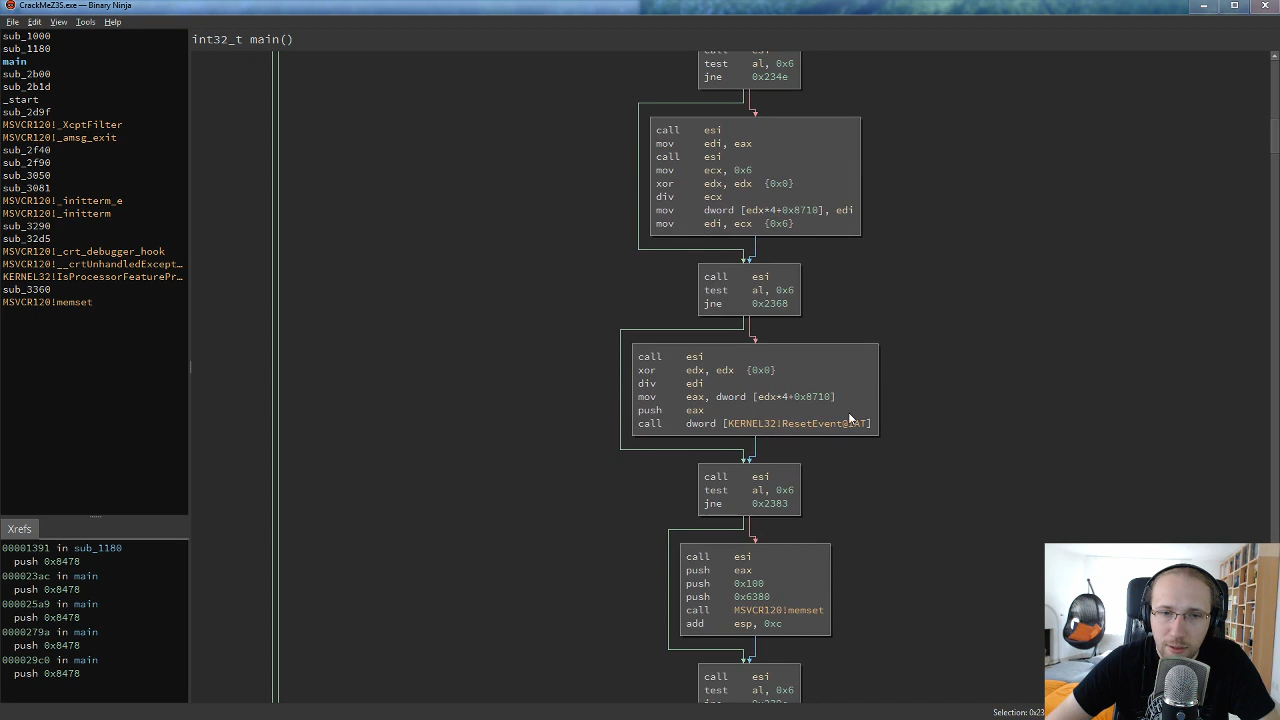 CrackMeZ3S.exe — Binary Ninja
File Edit View Tools Help
int32_t main()
sub_1000
sub_1180
main
sub_2b00
sub_2b1d
_start
sub_2d9f
MSVCR120!_XcptFilter
MSVCR120!_amsg_exit
sub_2f40
sub_2f90
sub_3050
sub_3081
MSVCR120!_initterm_e
MSVCR120!_initterm
sub_3290
sub_32d5
MSVCR120!_crt_debugger_hook
MSVCR120!__crtUnhandledExcept…
KERNEL32!IsProcessorFeaturePr…
sub_3360
MSVCR120!memset
Xrefs
00001391 in sub_1180
push 0x8478
000023ac in main
push 0x8478
000025a9 in main
push 0x8478
0000279a in main
push 0x8478
000029c0 in main
push 0x8478
test al, 0x6
jne 0x234e
call esi
mov edi, eax
call esi
mov ecx, 0x6
xor edx, edx {0x0}
div ecx
mov dword [edx*4+0x8710], edi
mov edi, ecx {0x6}
call esi
test al, 0x6
jne 0x2368
call esi
xor edx, edx {0x0}
div edi
mov eax, dword [edx*4+0x8710]
push eax
call dword [KERNEL32!ResetEvent@IAT]
call esi
test al, 0x6
jne 0x2383
call esi
push eax
push 0x100
push 0x6380
call MSVCR120!memset
add esp, 0xc
call esi
test al, 0x6
Selection: 0x23